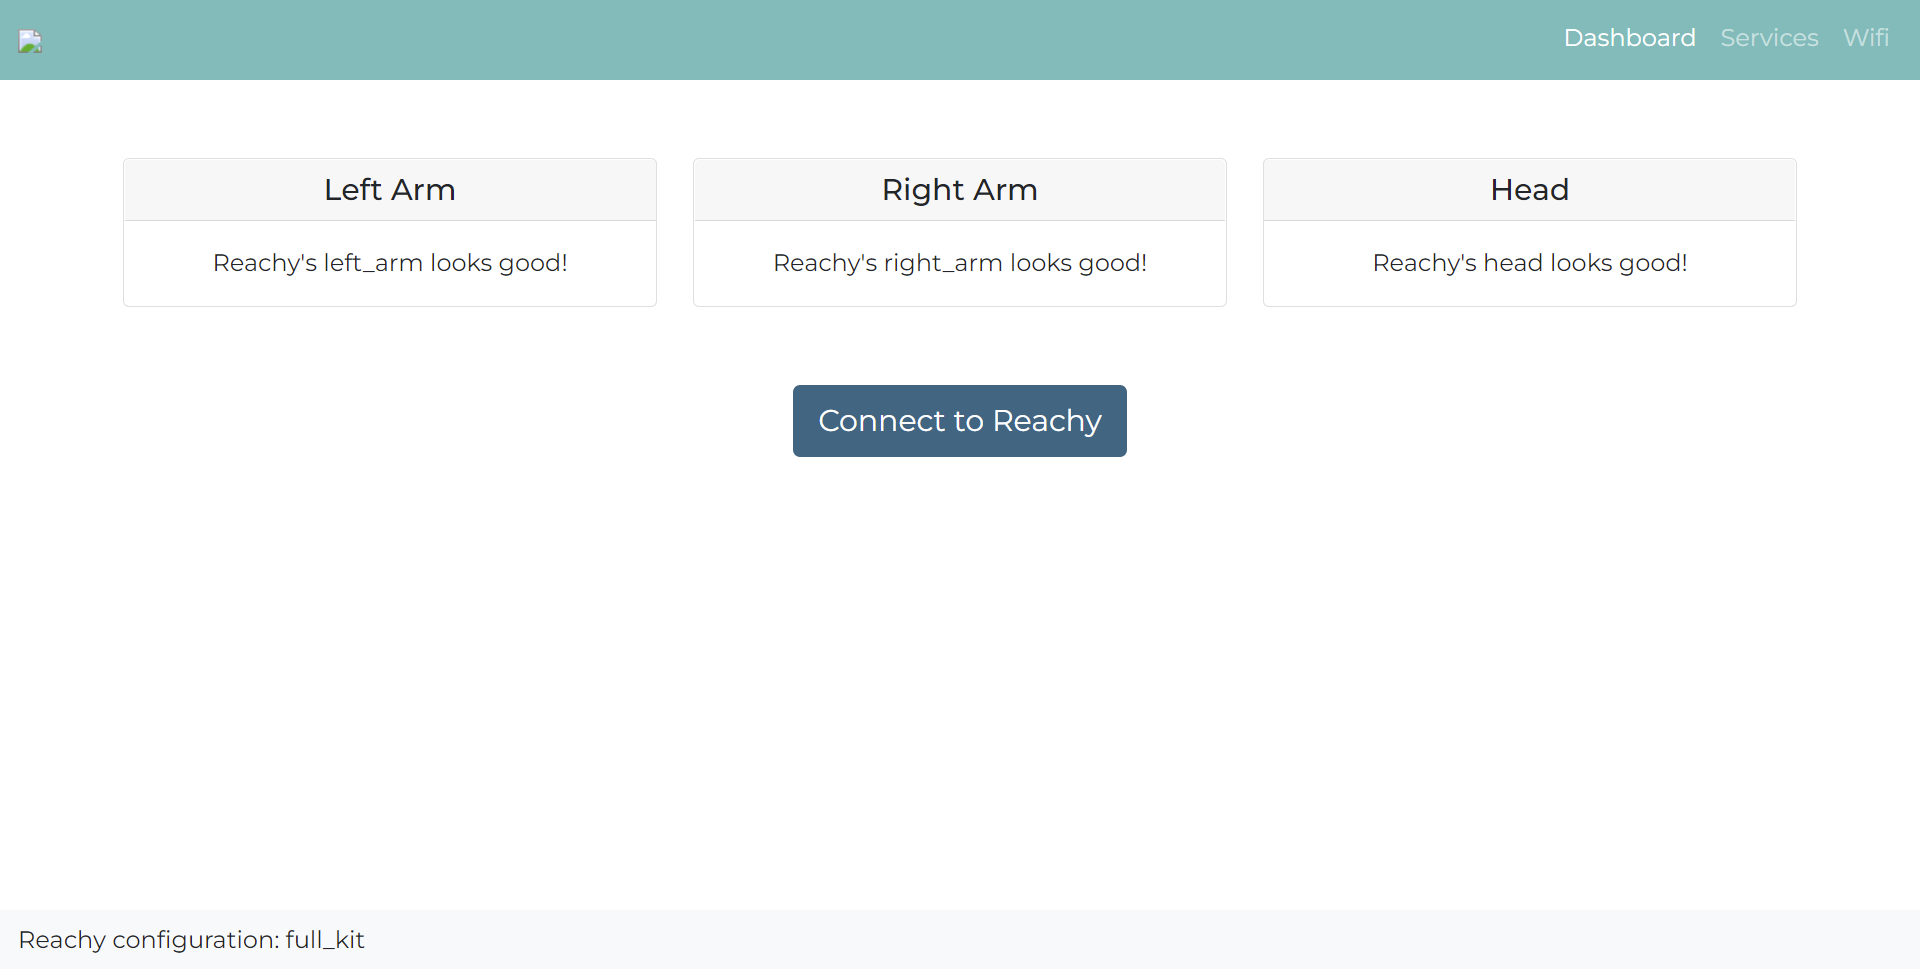 Dashboard Services Wifi
Left Arm
Reachy's left_arm looks good!
Right Arm
Reachy's right_arm looks good!
Head
Reachy's head looks good!
Connect to Reachy
Reachy configuration: full_kit